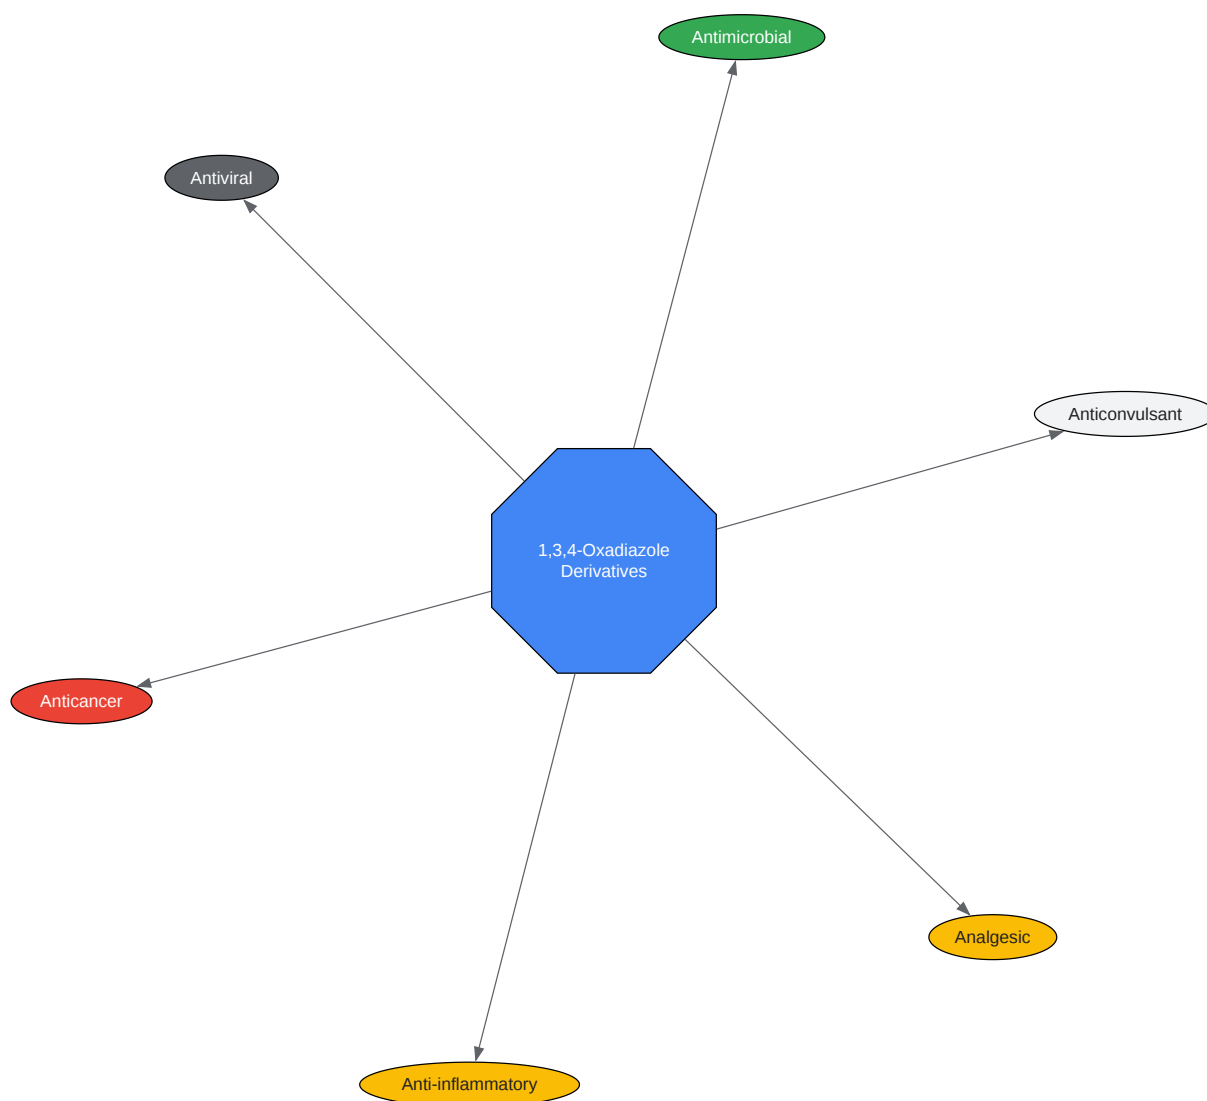 Antimicrobial
Antiviral
Anticonvulsant
1,3,4-Oxadiazole
Derivatives
Anticancer
Analgesic
Anti-inflammatory